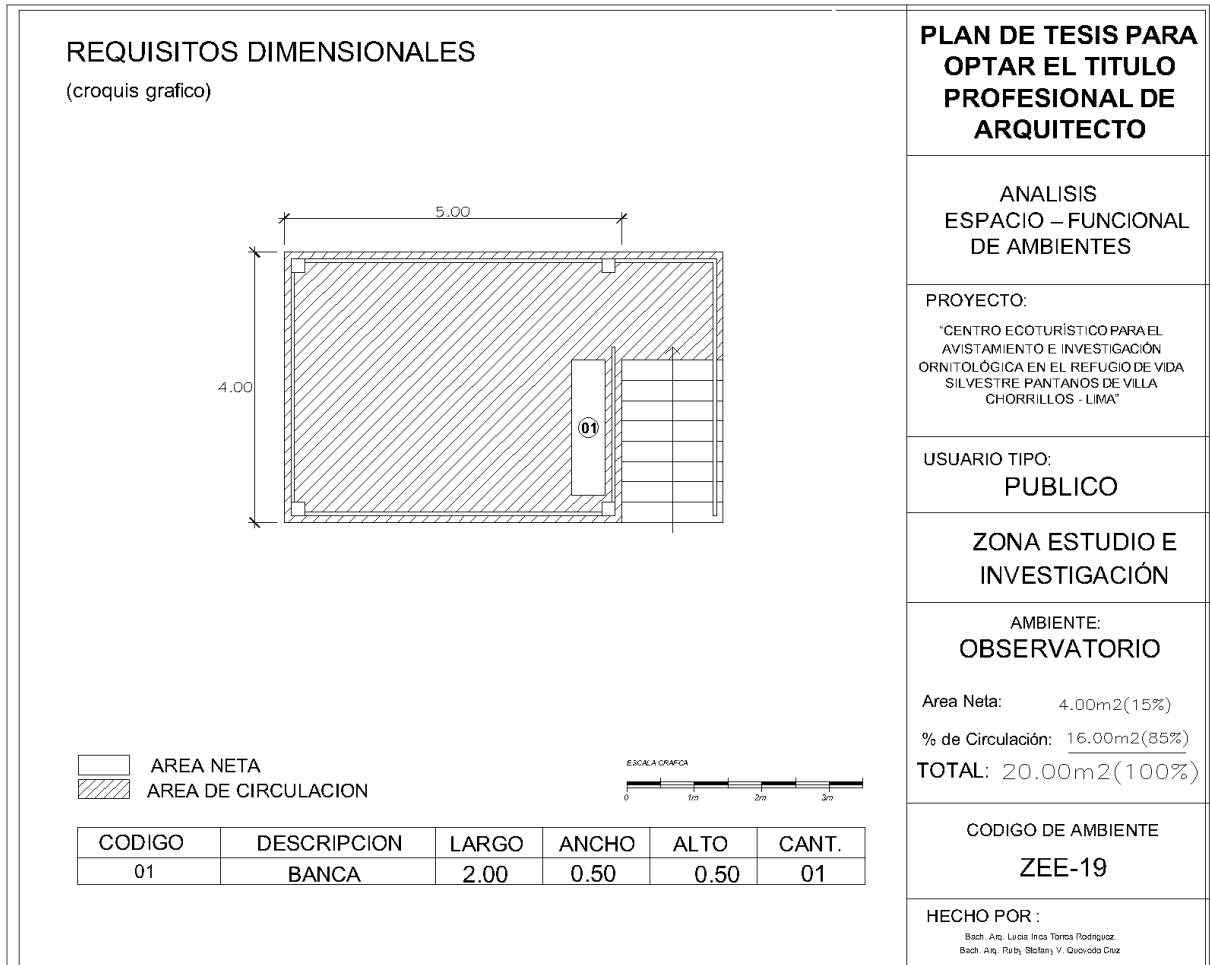 REQUISITOS DIMENSIONALES
(croquis grafico)
5.00
4.00
01
AREA NETA
AREA DE CIRCULACION
ESCALA GRAFCA
0 1m 2m 3m
CODIGO DESCRIPCION LARGO ANCHO ALTO CANT.
01 BANCA 2.00 0.50 0.50 01
PLAN DE TESIS PARA
OPTAR EL TITULO
PROFESIONAL DE
ARQUITECTO
ANALISIS
ESPACIO – FUNCIONAL
DE AMBIENTES
PROYECTO:
"CENTRO ECOTURÍSTICO PARA EL
AVISTAMIENTO E INVESTIGACIÓN
ORNITOLÓGICA EN EL REFUGIO DE VIDA
SILVESTRE PANTANOS DE VILLA
CHORRILLOS - LIMA"
USUARIO TIPO:
PUBLICO
ZONA ESTUDIO E
INVESTIGACIÓN
AMBIENTE:
OBSERVATORIO
Area Neta: 4.00m2(15%)
% de Circulación: 16.00m2(85%)
TOTAL: 20.00m2(100%)
CODIGO DE AMBIENTE
ZEE-19
HECHO POR :
Bach. Arq. Lucia Ines Torres Rodriguez.
Bach. Arq. Ruby Stefany V. Quevedo Cruz